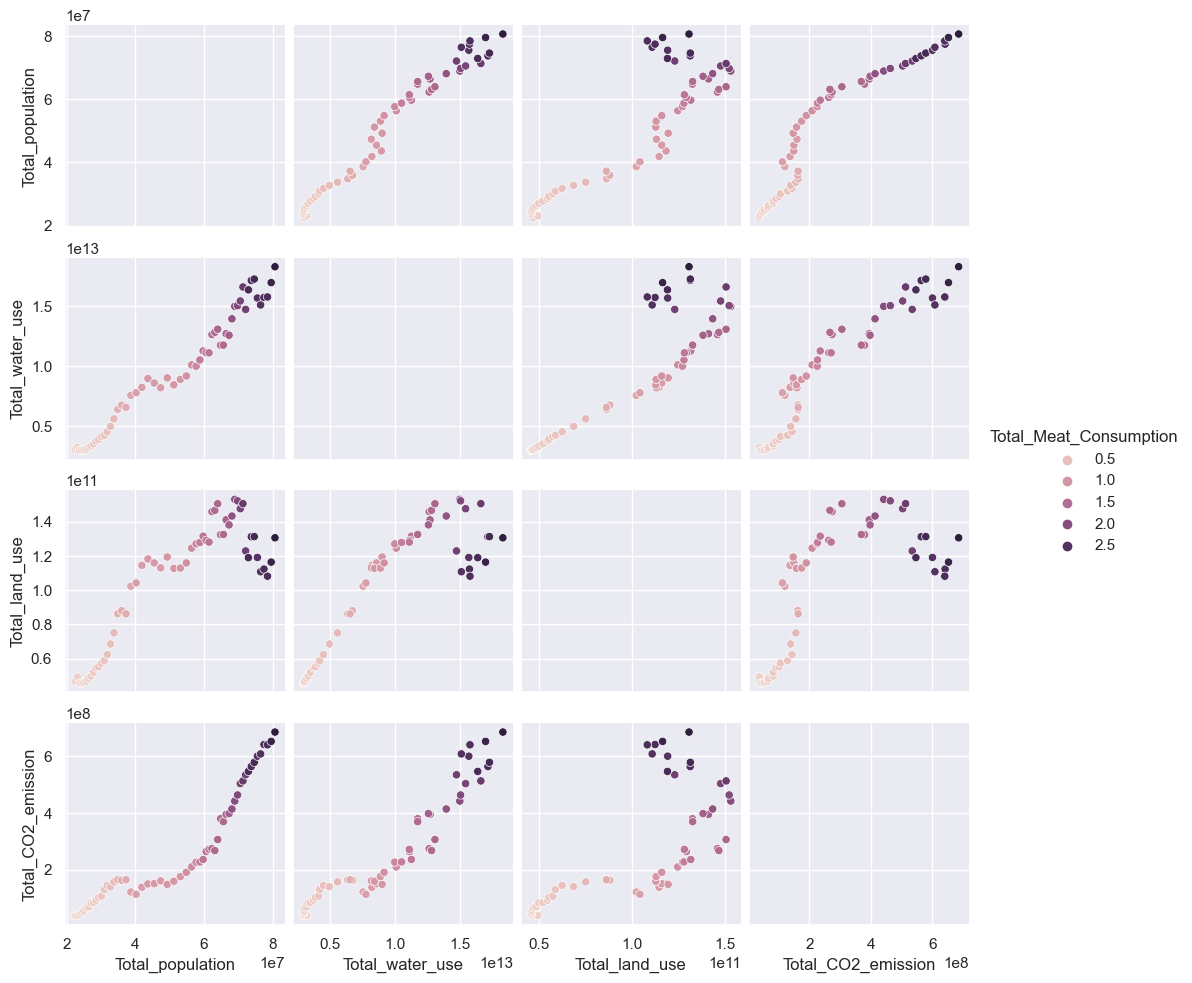 1e7
8
6
4
2
Total_population
1e13
1.5
1.0
0.5
Total_water_use
1e11
1.4
1.2
1.0
0.8
0.6
Total_land_use
1e8
6
4
2
Total_CO2_emission
2 4 6 8
1e7
Total_population
0.5 1.0 1.5
1e13
Total_water_use
0.5 1.0 1.5
1e11
Total_land_use
2 4 6
1e8
Total_CO2_emission
Total_Meat_Consumption
0.5
1.0
1.5
2.0
2.5